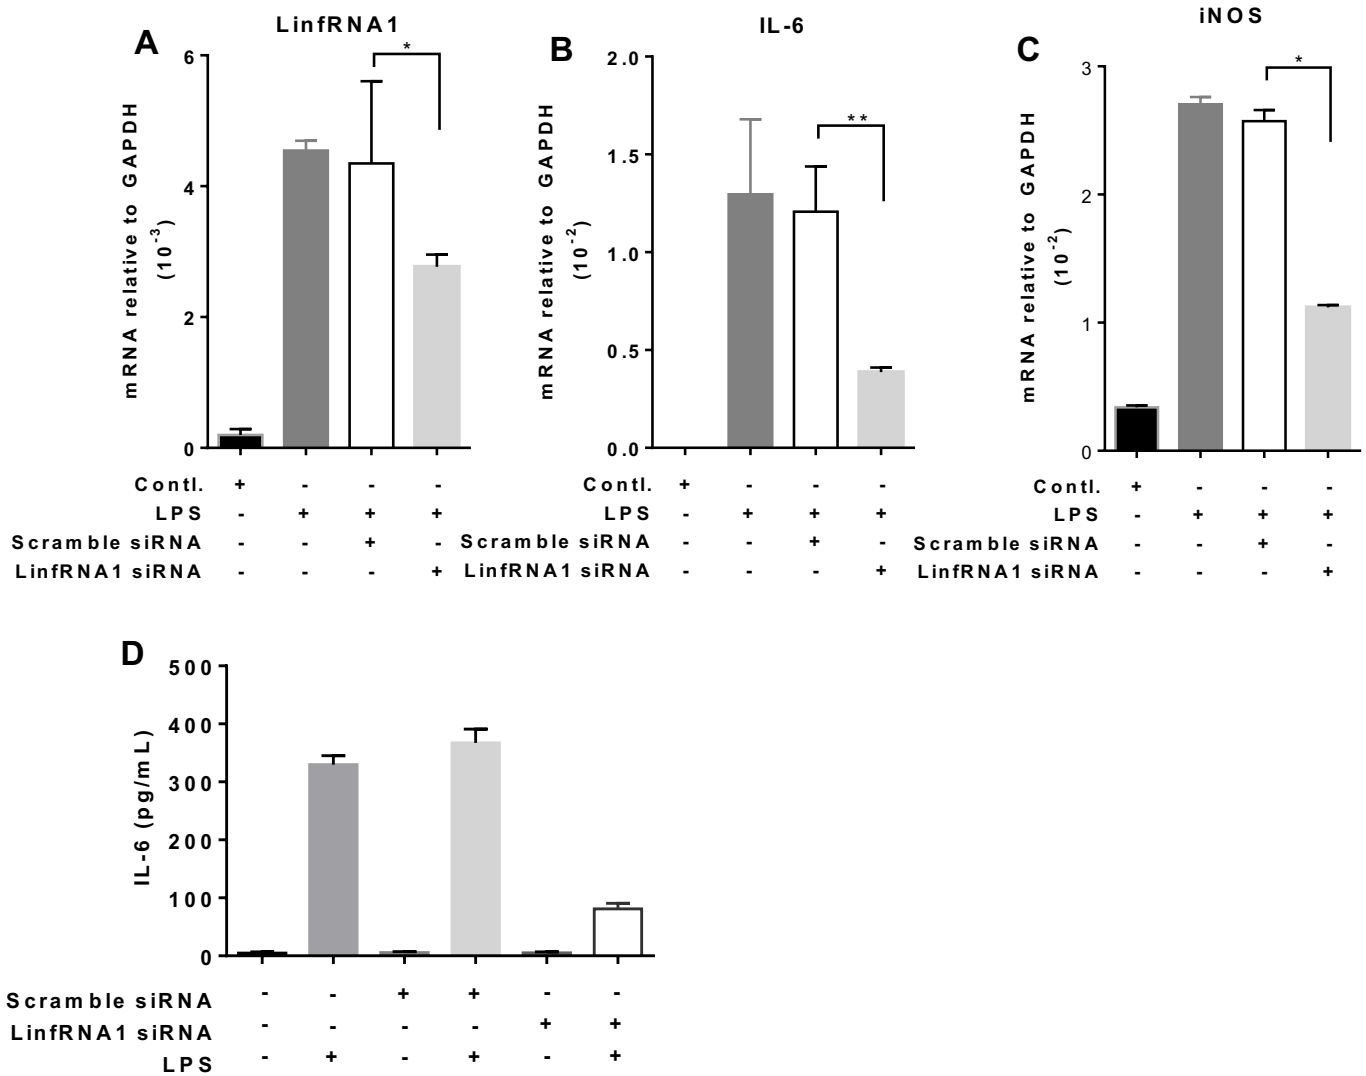 A
LinfRNA1
mRNA relative to GAPDH
(10^-3)
6
4
2
0
*
Contl. + - - -
LPS - + + +
Scramble siRNA - - + -
LinfRNA1 siRNA - - - +
B
IL-6
mRNA relative to GAPDH
(10^-2)
2.0
1.5
1.0
0.5
0.0
**
Contl. + - - -
LPS - + + +
Scramble siRNA - - + -
LinfRNA1 siRNA - - - +
C
iNOS
mRNA relative to GAPDH
(10^-2)
3
2
1
0
*
Contl. + - - -
LPS - + + +
Scramble siRNA - - + -
LinfRNA1 siRNA - - - +
D
IL-6 (pg/mL)
500
400
300
200
100
0
Scramble siRNA - - + + - -
LinfRNA1 siRNA - - - - + +
LPS - + - + - +